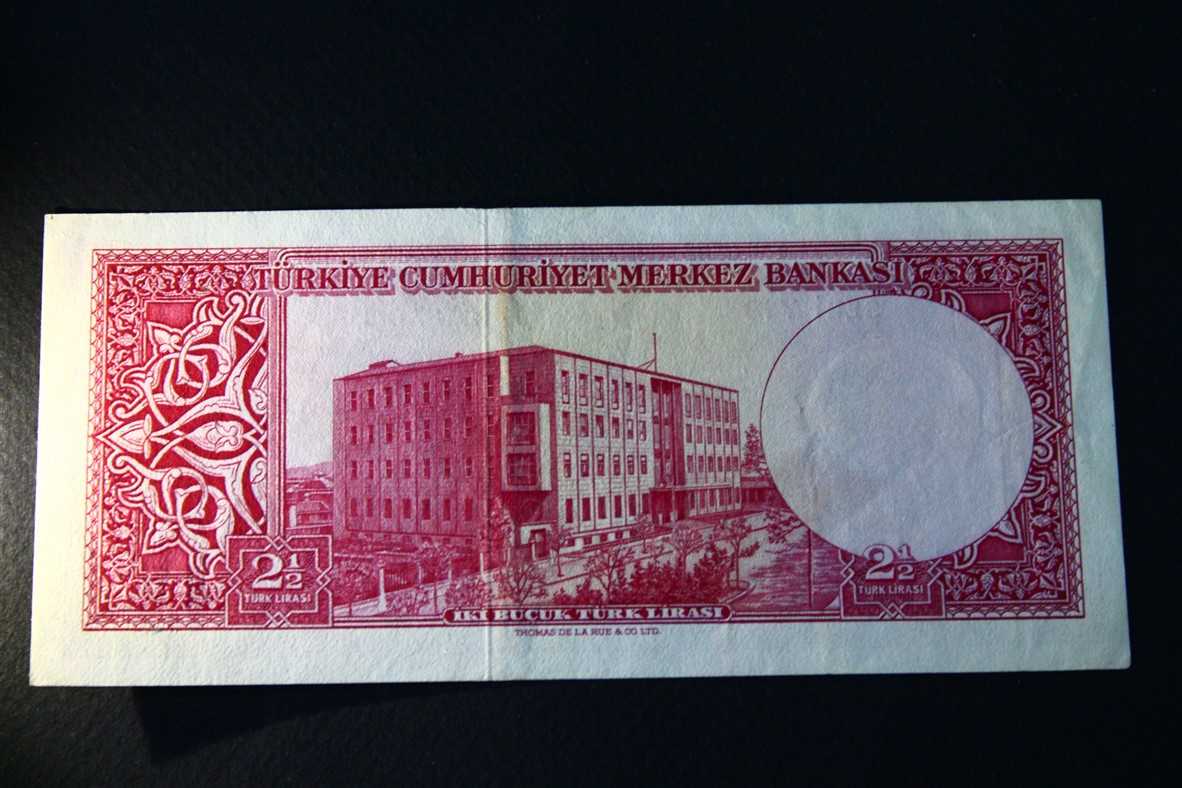 TÜRKİYE CUMHURİYET MERKEZ BANKASI
2½
TÜRK LİRASI
2½
TÜRK LİRASI
İKİ BUÇUK TÜRK LİRASI
THOMAS DE LA RUE & CO LTD.